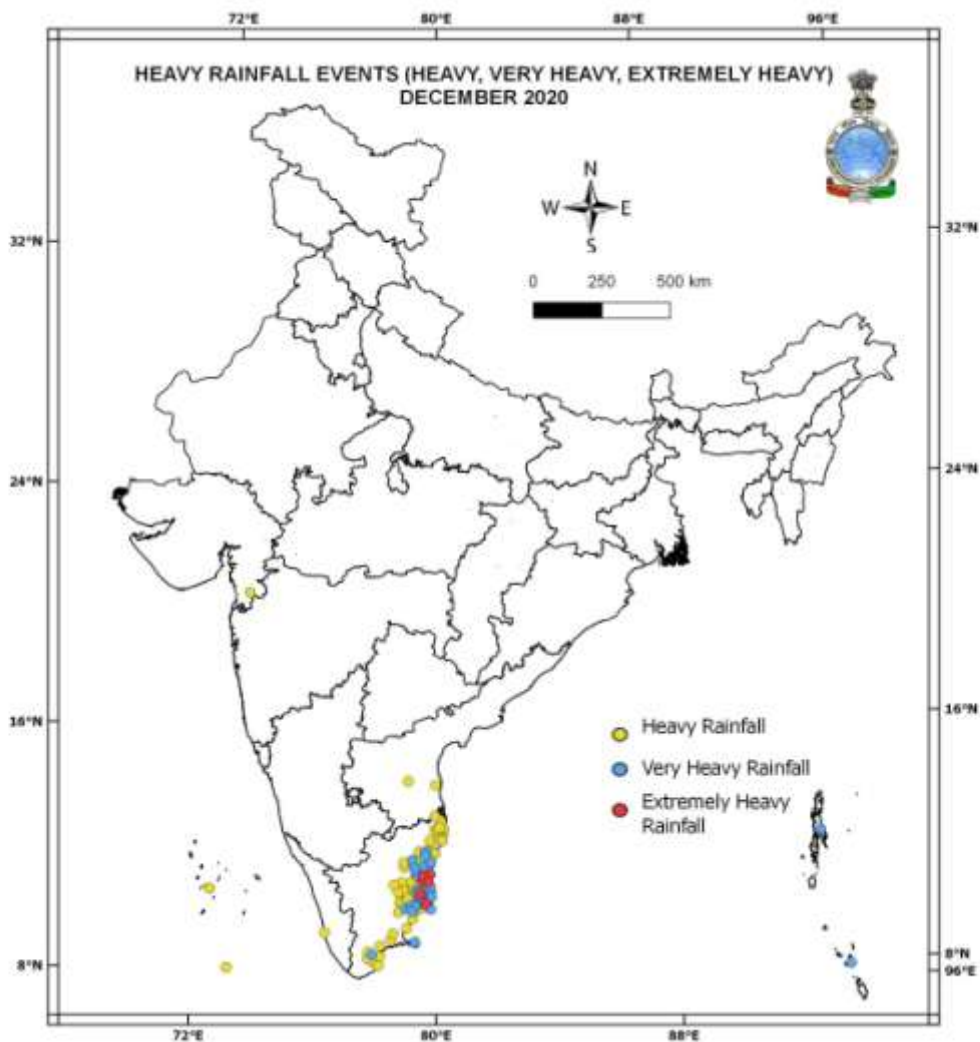 72°E 80°E 88°E 96°E
HEAVY RAINFALL EVENTS (HEAVY, VERY HEAVY, EXTREMELY HEAVY)
DECEMBER 2020
N
W E
S
32°N 32°N
0 250 500 km
24°N 24°N
16°N 16°N
Heavy Rainfall
Very Heavy Rainfall
Extremely Heavy
Rainfall
8°N 8°N
96°E
72°E 80°E 88°E